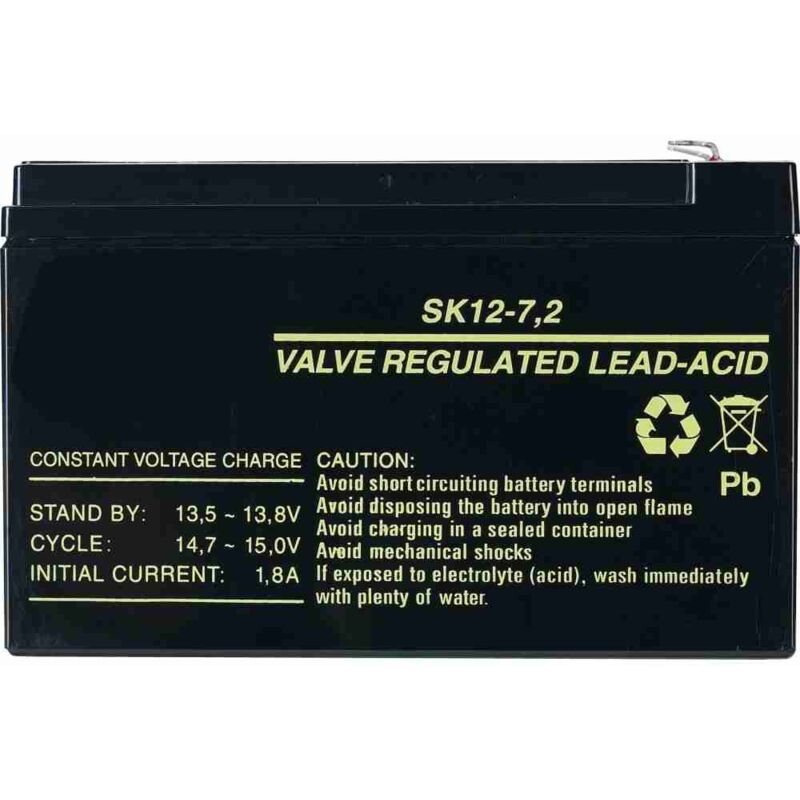 SK12-7,2
VALVE REGULATED LEAD-ACID
Pb
CONSTANT VOLTAGE CHARGE
STAND BY: 13,5 ~ 13,8V
CYCLE: 14,7 ~ 15,0V
INITIAL CURRENT: 1,8A
CAUTION:
Avoid short circuiting battery terminals
Avoid disposing the battery into open flame
Avoid charging in a sealed container
Avoid mechanical shocks
If exposed to electrolyte (acid), wash immediately
with plenty of water.